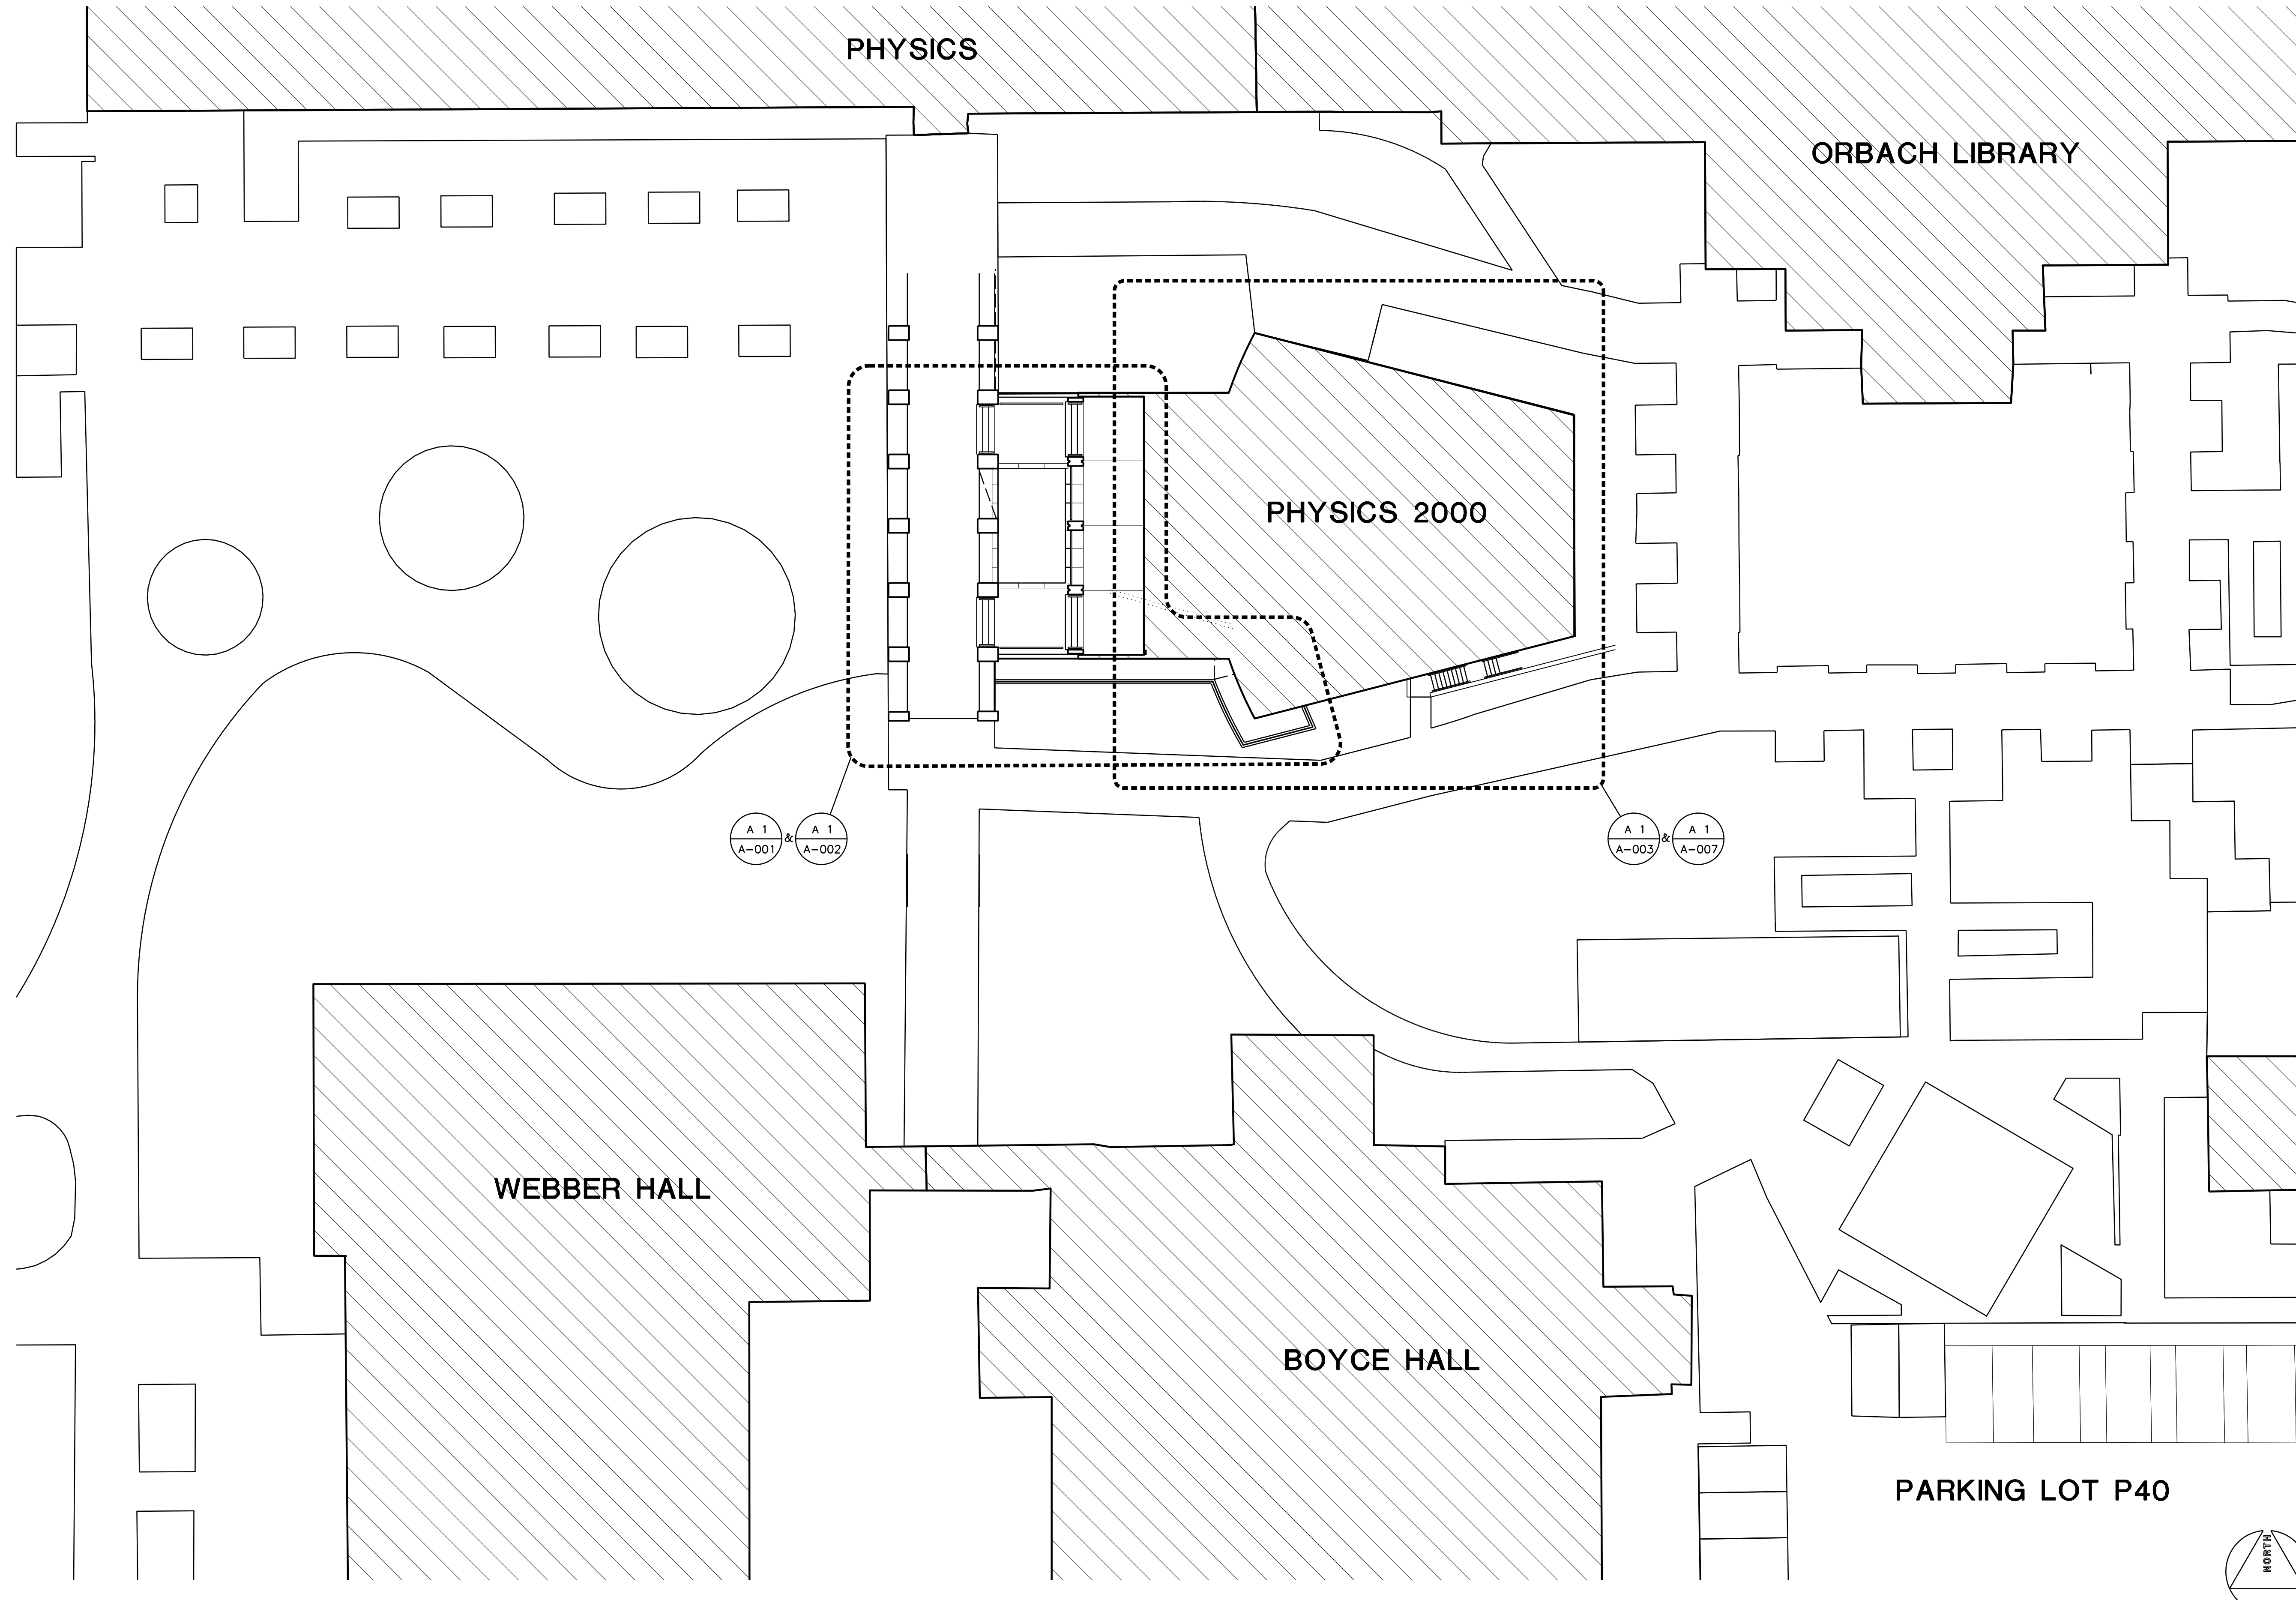 PHYSICS
ORBACH LIBRARY
PHYSICS 2000
A 1
A-001
&
A 1
A-002
A 1
A-003
&
A 1
A-007
WEBBER HALL
BOYCE HALL
PARKING LOT P40
NORTH